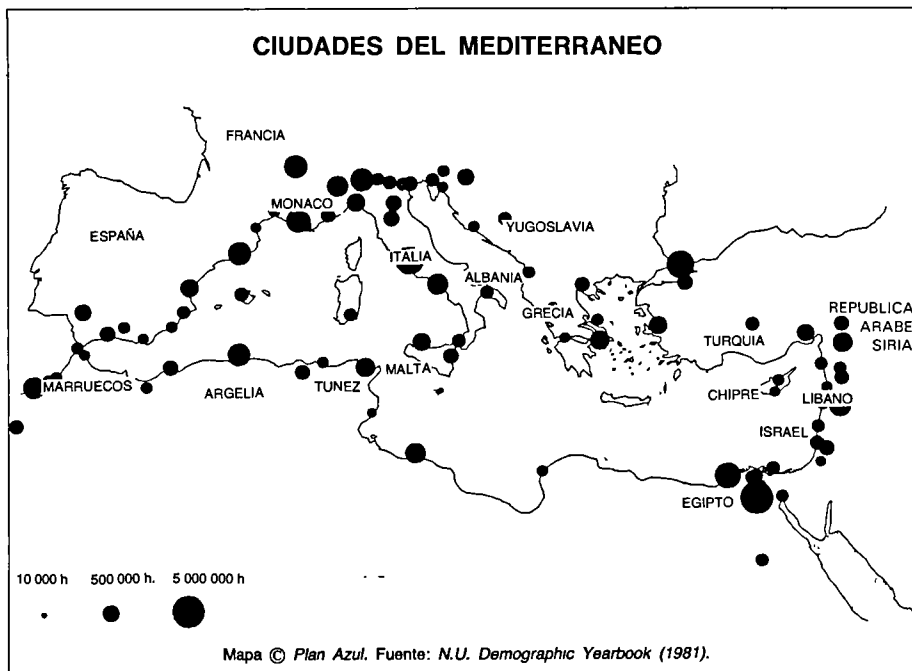 CIUDADES DEL MEDITERRANEO
FRANCIA
MONACO
ESPAÑA
YUGOSLAVIA
ITALIA
ALBANIA
GRECIA
REPUBLICA
ARABE
SIRIA
TURQUIA
MALTA
MARRUECOS
ARGELIA
TUNEZ
CHIPRE
LIBANO
ISRAEL
EGIPTO
10 000 h
500 000 h.
5 000 000 h
Mapa © Plan Azul. Fuente: N.U. Demographic Yearbook (1981).